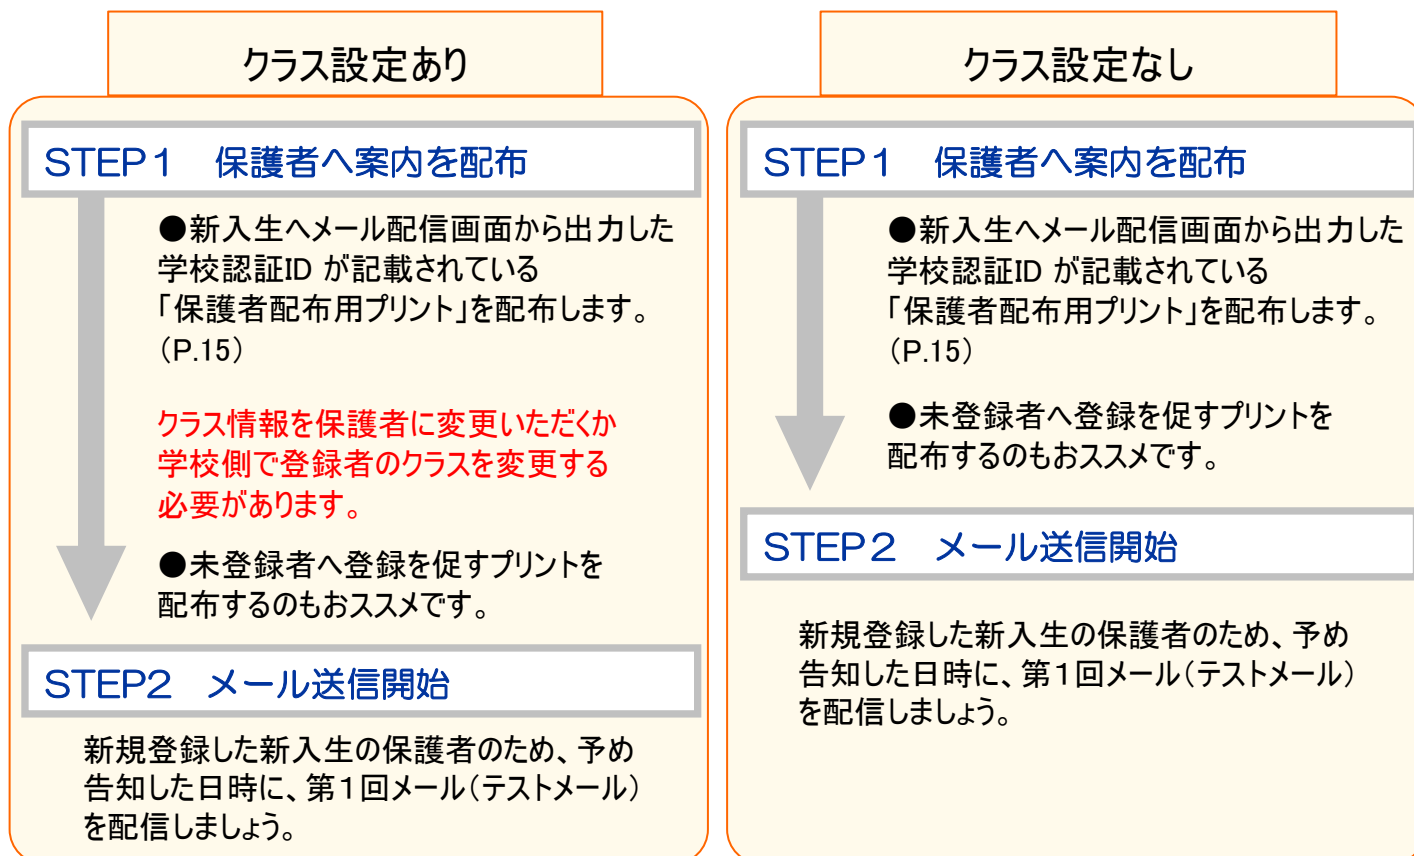 クラス設定あり
STEP1　保護者へ案内を配布
●新入生へメール配信画面から出力した
学校認証ID が記載されている
「保護者配布用プリント」を配布します。
（P.15）
クラス情報を保護者に変更いただくか
学校側で登録者のクラスを変更する
必要があります。
●未登録者へ登録を促すプリントを
配布するのもおススメです。
STEP2　メール送信開始
新規登録した新入生の保護者のため、予め
告知した日時に、第１回メール（テストメール）
を配信しましょう。
クラス設定なし
STEP１　保護者へ案内を配布
●新入生へメール配信画面から出力した
学校認証ID が記載されている
「保護者配布用プリント」を配布します。
（P.15）
●未登録者へ登録を促すプリントを
配布するのもおススメです。
STEP２　メール送信開始
新規登録した新入生の保護者のため、予め
告知した日時に、第１回メール（テストメール）
を配信しましょう。